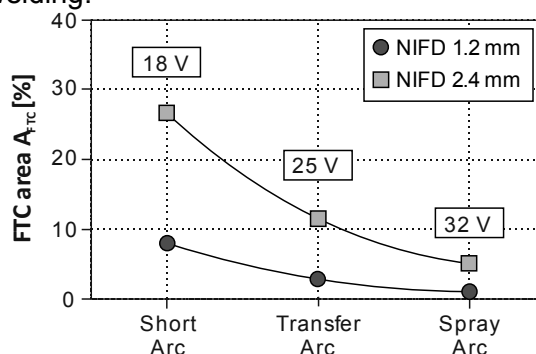 welding.
40
30
20
10
0
FTC area A_FTC [%]
18 V
25 V
32 V
NIFD 1.2 mm
NIFD 2.4 mm
Short
Arc
Transfer
Arc
Spray
Arc